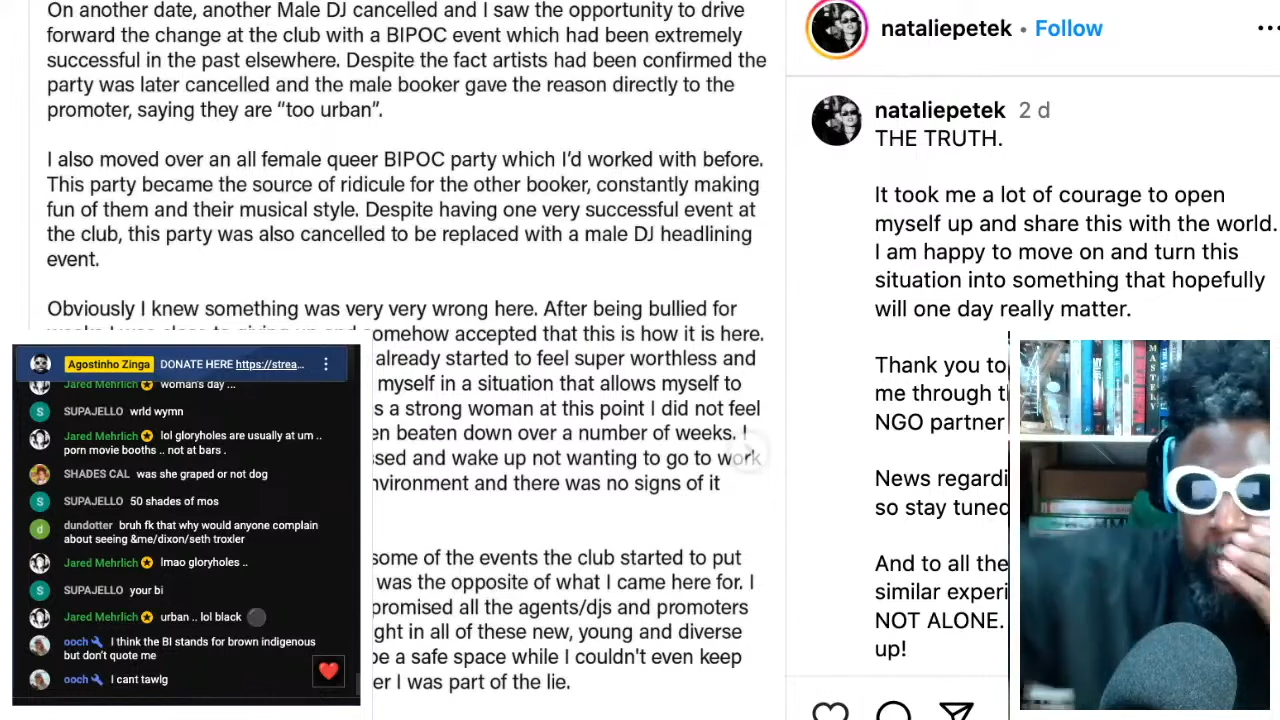 On another date, another Male DJ cancelled and I saw the opportunity to drive
forward the change at the club with a BIPOC event which had been extremely
successful in the past elsewhere. Despite the fact artists had been confirmed the
party was later cancelled and the male booker gave the reason directly to the
promoter, saying they are “too urban”.
I also moved over an all female queer BIPOC party which I’d worked with before.
This party became the source of ridicule for the other booker, constantly making
fun of them and their musical style. Despite having one very successful event at
the club, this party was also cancelled to be replaced with a male DJ headlining
event.
Obviously I knew something was very very wrong here. After being bullied for
somehow accepted that this is how it is here.
already started to feel super worthless and
myself in a situation that allows myself to
s a strong woman at this point I did not feel
en beaten down over a number of weeks. I
ssed and wake up not wanting to go to work
nvironment and there was no signs of it
some of the events the club started to put
was the opposite of what I came here for. I
promised all the agents/djs and promoters
ght in all of these new, young and diverse
be a safe space while I couldn't even keep
er I was part of the lie.
Agostinho Zinga DONATE HERE https://strea...
Jared Mehrlich woman's day ...
S SUPAJELLO wrld wymn
Jared Mehrlich lol gloryholes are usually at um ..
porn movie booths .. not at bars .
SHADES CAL was she graped or not dog
S SUPAJELLO 50 shades of mos
d dundotter bruh fk that why would anyone complain
about seeing &me/dixon/seth troxler
Jared Mehrlich lmao gloryholes ..
S SUPAJELLO your bi
Jared Mehrlich urban .. lol black
ooch I think the BI stands for brown indigenous
but don't quote me
ooch I cant tawlg
nataliepetek • Follow
nataliepetek 2 d
THE TRUTH.
It took me a lot of courage to open
myself up and share this with the world.
I am happy to move on and turn this
situation into something that hopefully
will one day really matter.
Thank you to
me through t
NGO partner
News regardi
so stay tuned
And to all the
similar experi
NOT ALONE.
up!
MASTERY